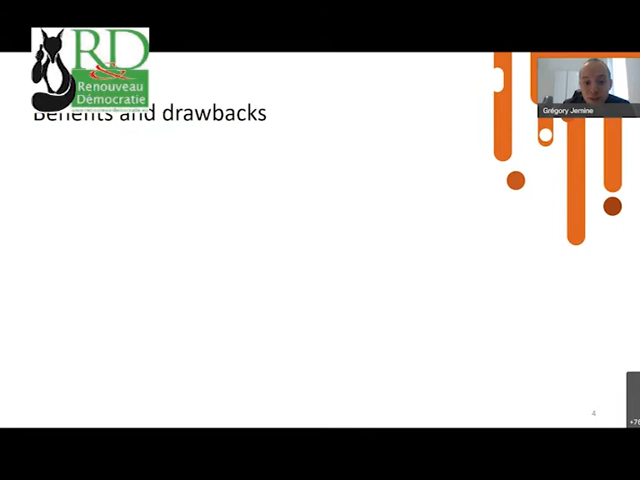 RD
&
Renouveau
Démocratie
Benefits and drawbacks
Grégory Jemine
4